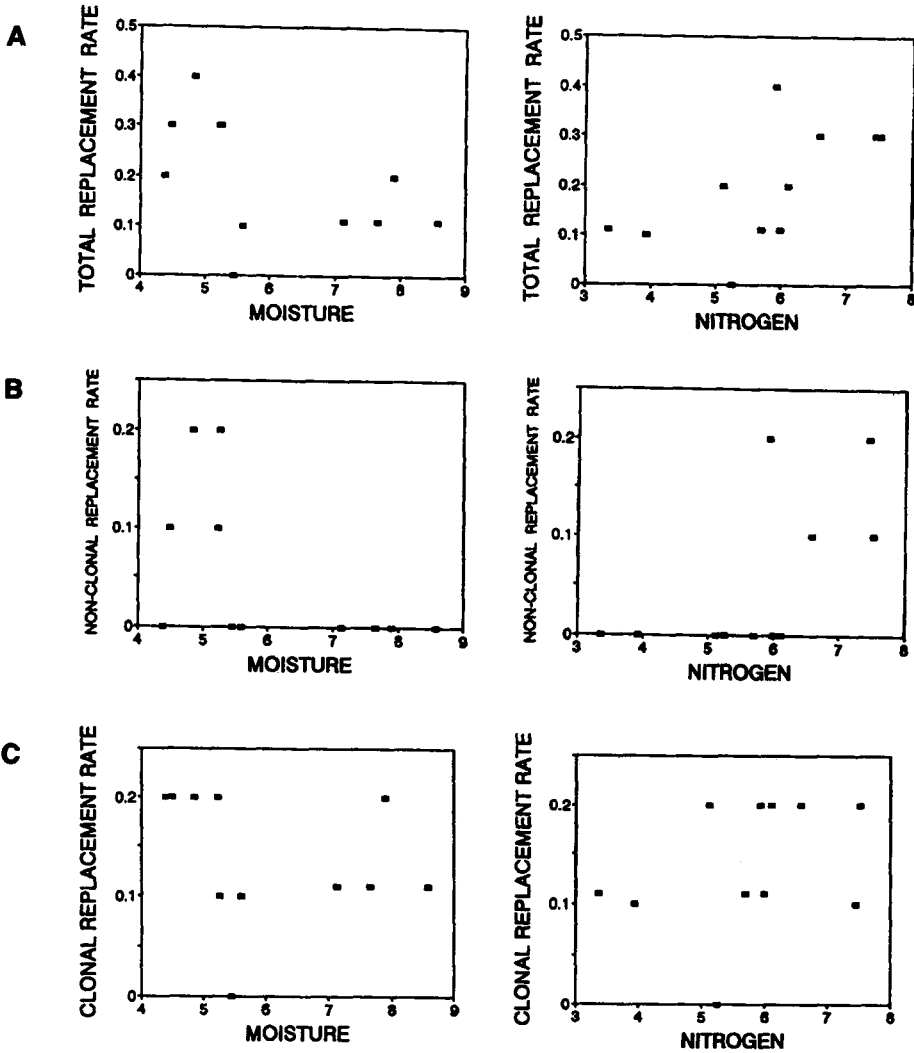 A
TOTAL REPLACEMENT RATE
0.5
0.4
0.3
0.2
0.1
0
4 5 6 7 8 9
MOISTURE
TOTAL REPLACEMENT RATE
0.5
0.4
0.3
0.2
0.1
0
3 4 5 6 7 8
NITROGEN
B
NON-CLONAL REPLACEMENT RATE
0.2
0.1
0
4 5 6 7 8 9
MOISTURE
NON-CLONAL REPLACEMENT RATE
0.2
0.1
0
3 4 5 6 7 8
NITROGEN
C
CLONAL REPLACEMENT RATE
0.2
0.1
0
4 5 6 7 8 9
MOISTURE
CLONAL REPLACEMENT RATE
0.2
0.1
0
3 4 5 6 7 8
NITROGEN